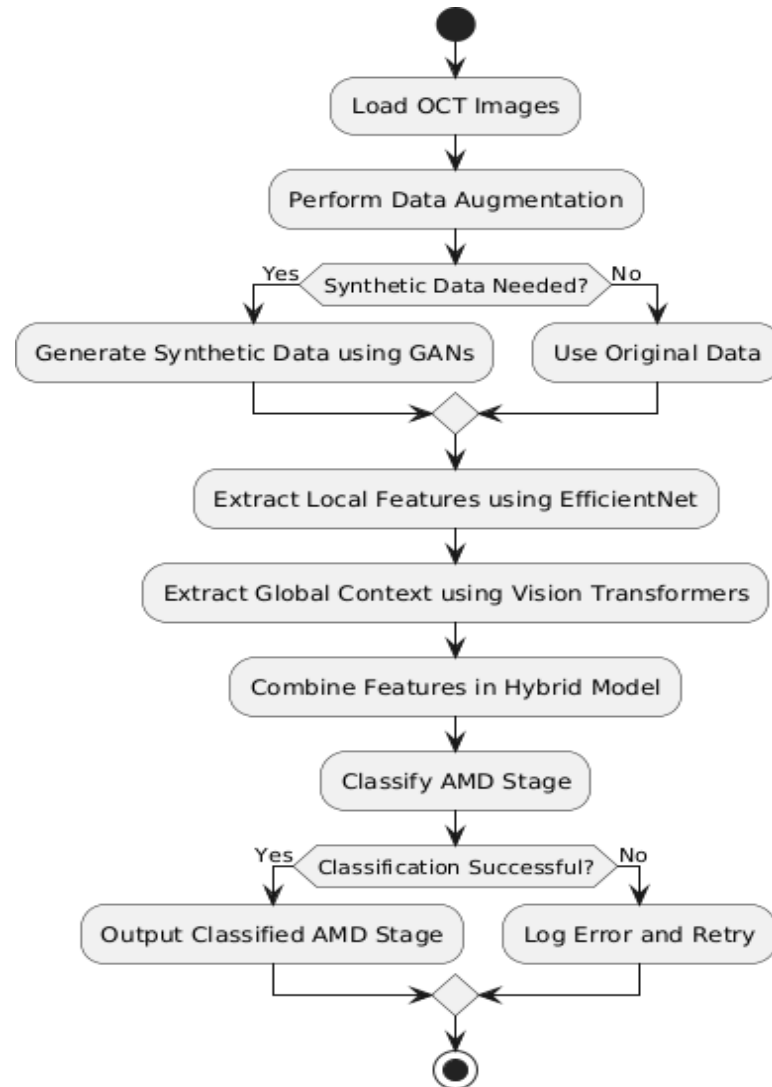 Load OCT Images
Perform Data Augmentation
Yes
Synthetic Data Needed?
No
Generate Synthetic Data using GANs
Use Original Data
Extract Local Features using EfficientNet
Extract Global Context using Vision Transformers
Combine Features in Hybrid Model
Classify AMD Stage
Yes
Classification Successful?
No
Output Classified AMD Stage
Log Error and Retry